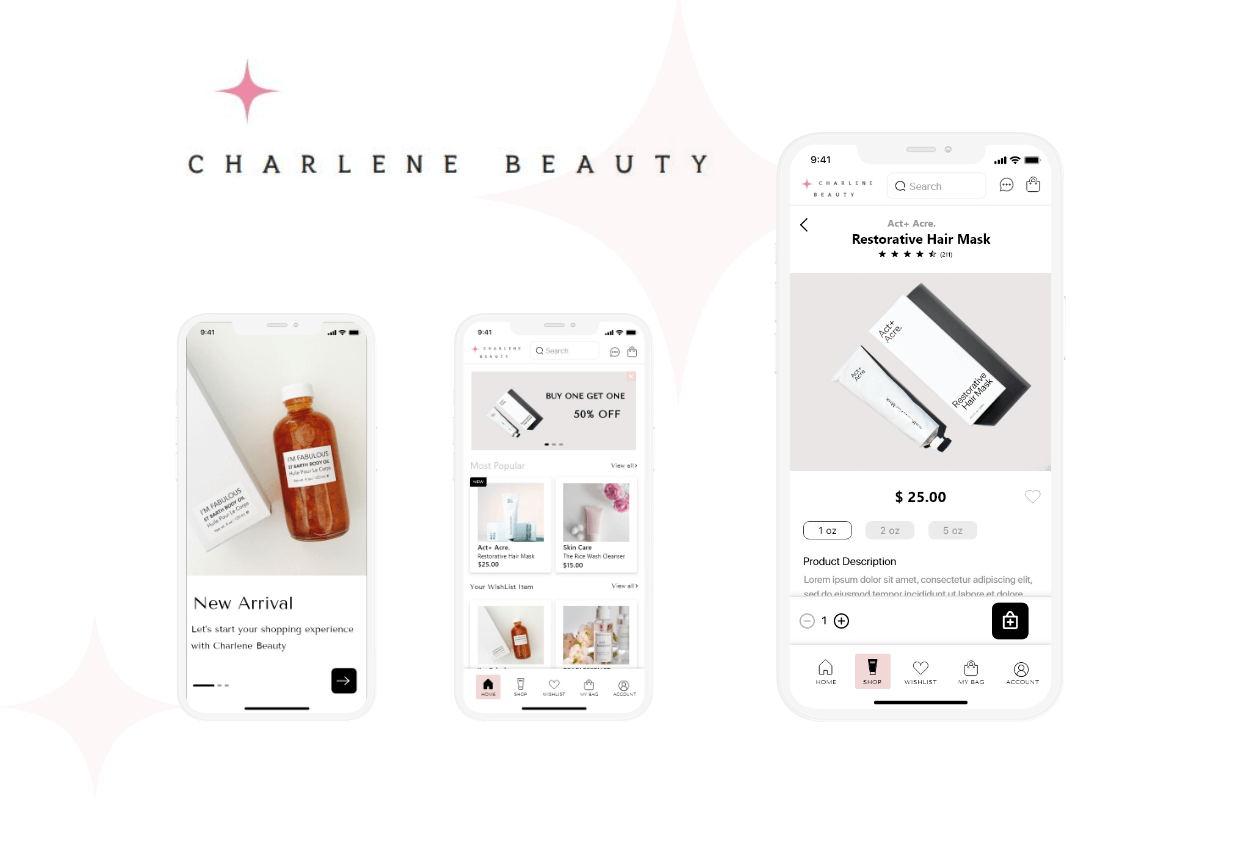 CHARLENE BEAUTY
9:41
I'M FABULOUS
ST BARTH BODY OIL
Huile Pour Le Corps
I'M FABULOUS
ST BARTH BODY OIL
Huile Pour Le Corps
New Arrival
Let's start your shopping experience
with Charlene Beauty
9:41
CHARLENE
BEAUTY
Search
BUY ONE GET ONE
50% OFF
Most Popular
View all
NEW
Act+ Acre.
Restorative Hair Mask
$25.00
Skin Care
The Rice Wash Cleanser
$15.00
Your WishList Item
View all
HOME
SHOP
WISHLIST
MY BAG
ACCOUNT
9:41
CHARLENE
BEAUTY
Search
Act+ Acre.
Restorative Hair Mask
(211)
Act+
Acre.
Restorative
Hair Mask
Act+
Acre
$ 25.00
1 oz
2 oz
5 oz
Product Description
Lorem ipsum dolor sit amet, consectetur adipiscing elit,
sed do eiusmod tempor incididunt ut labore et dolore
1
HOME
SHOP
WISHLIST
MY BAG
ACCOUNT